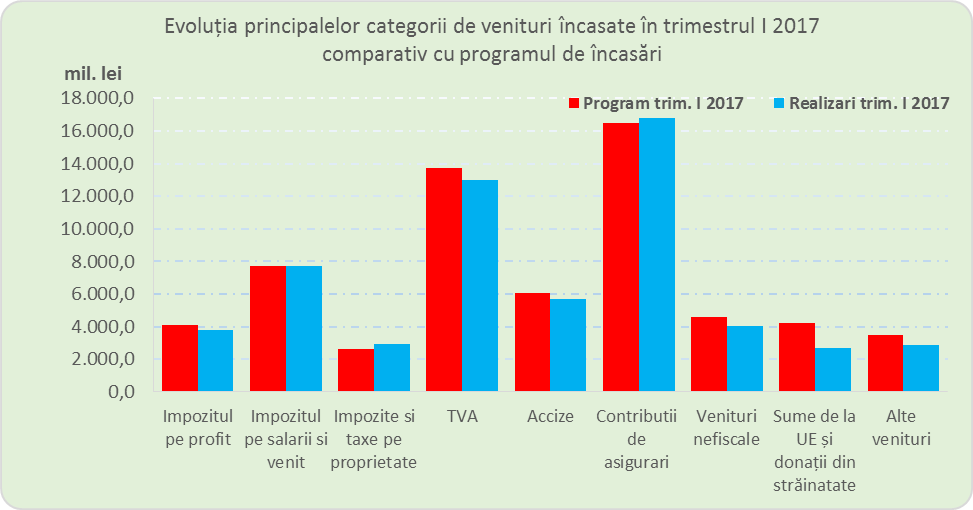 Evoluția principalelor categorii de venituri încasate în trimestrul I 2017
comparativ cu programul de încasări
mil. lei
Program trim. I 2017
Realizari trim. I 2017
18.000,0
16.000,0
14.000,0
12.000,0
10.000,0
8.000,0
6.000,0
4.000,0
2.000,0
0,0
Impozitul
pe profit
Impozitul
pe salarii si
venit
Impozite si
taxe pe
proprietate
TVA
Accize
Contributii
de
asigurari
Venituri
nefiscale
Sume de la
UE și
donații din
străinatate
Alte
venituri